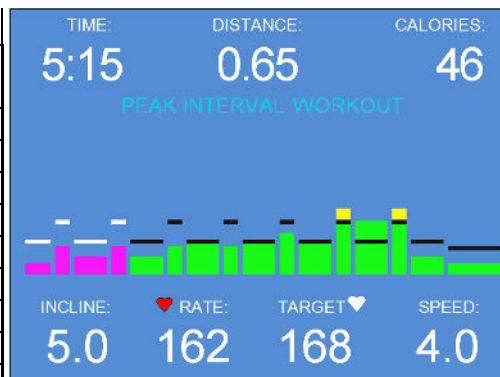 TIME: DISTANCE: CALORIES:
5:15 0.65 46
PEAK INTERVAL WORKOUT
INCLINE: RATE: TARGET SPEED:
5.0 162 168 4.0